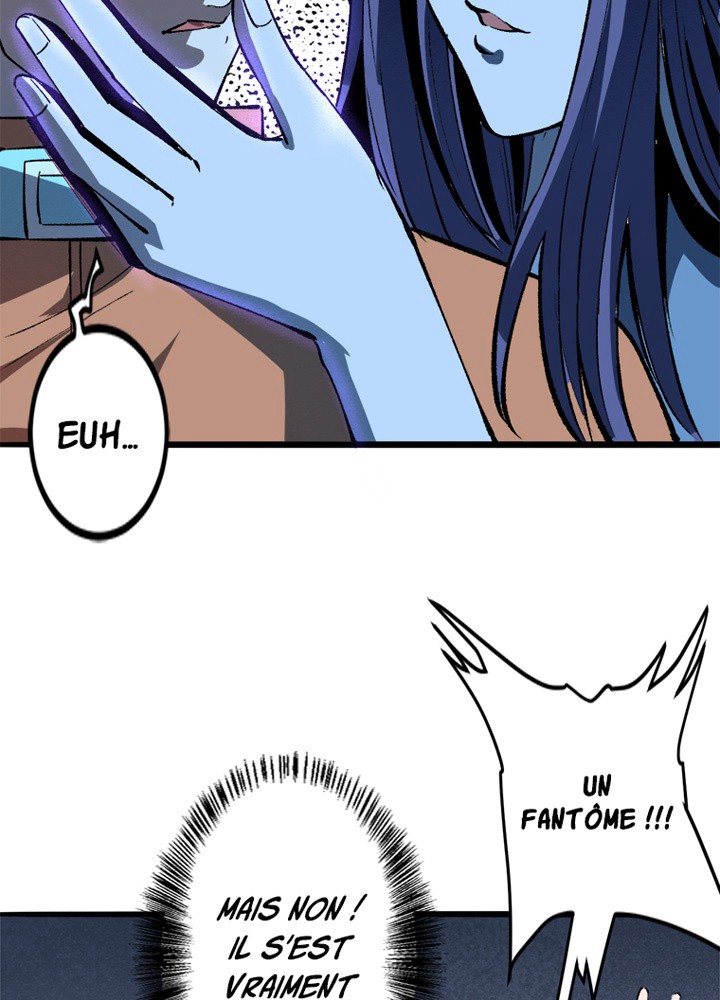 EUH...
UN
FANTÔME !!!
MAIS NON !
IL S'EST
VRAIMENT